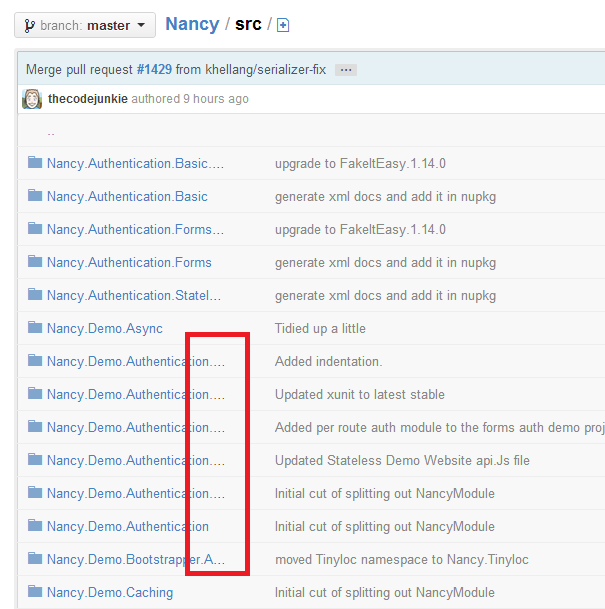 branch: master Nancy / src /
Merge pull request #1429 from khellang/serializer-fix ...
thecodejunkie authored 9 hours ago
..
Nancy.Authentication.Basic.... upgrade to FakeItEasy.1.14.0
Nancy.Authentication.Basic generate xml docs and add it in nupkg
Nancy.Authentication.Forms... upgrade to FakeItEasy.1.14.0
Nancy.Authentication.Forms generate xml docs and add it in nupkg
Nancy.Authentication.Statel... generate xml docs and add it in nupkg
Nancy.Demo.Async Tidied up a little
Nancy.Demo.Authentication.... Added indentation.
Nancy.Demo.Authentication.... Updated xunit to latest stable
Nancy.Demo.Authentication.... Added per route auth module to the forms auth demo proj
Nancy.Demo.Authentication.... Updated Stateless Demo Website api.Js file
Nancy.Demo.Authentication.... Initial cut of splitting out NancyModule
Nancy.Demo.Authentication Initial cut of splitting out NancyModule
Nancy.Demo.Bootstrapper.A... moved Tinyloc namespace to Nancy.Tinyloc
Nancy.Demo.Caching Initial cut of splitting out NancyModule